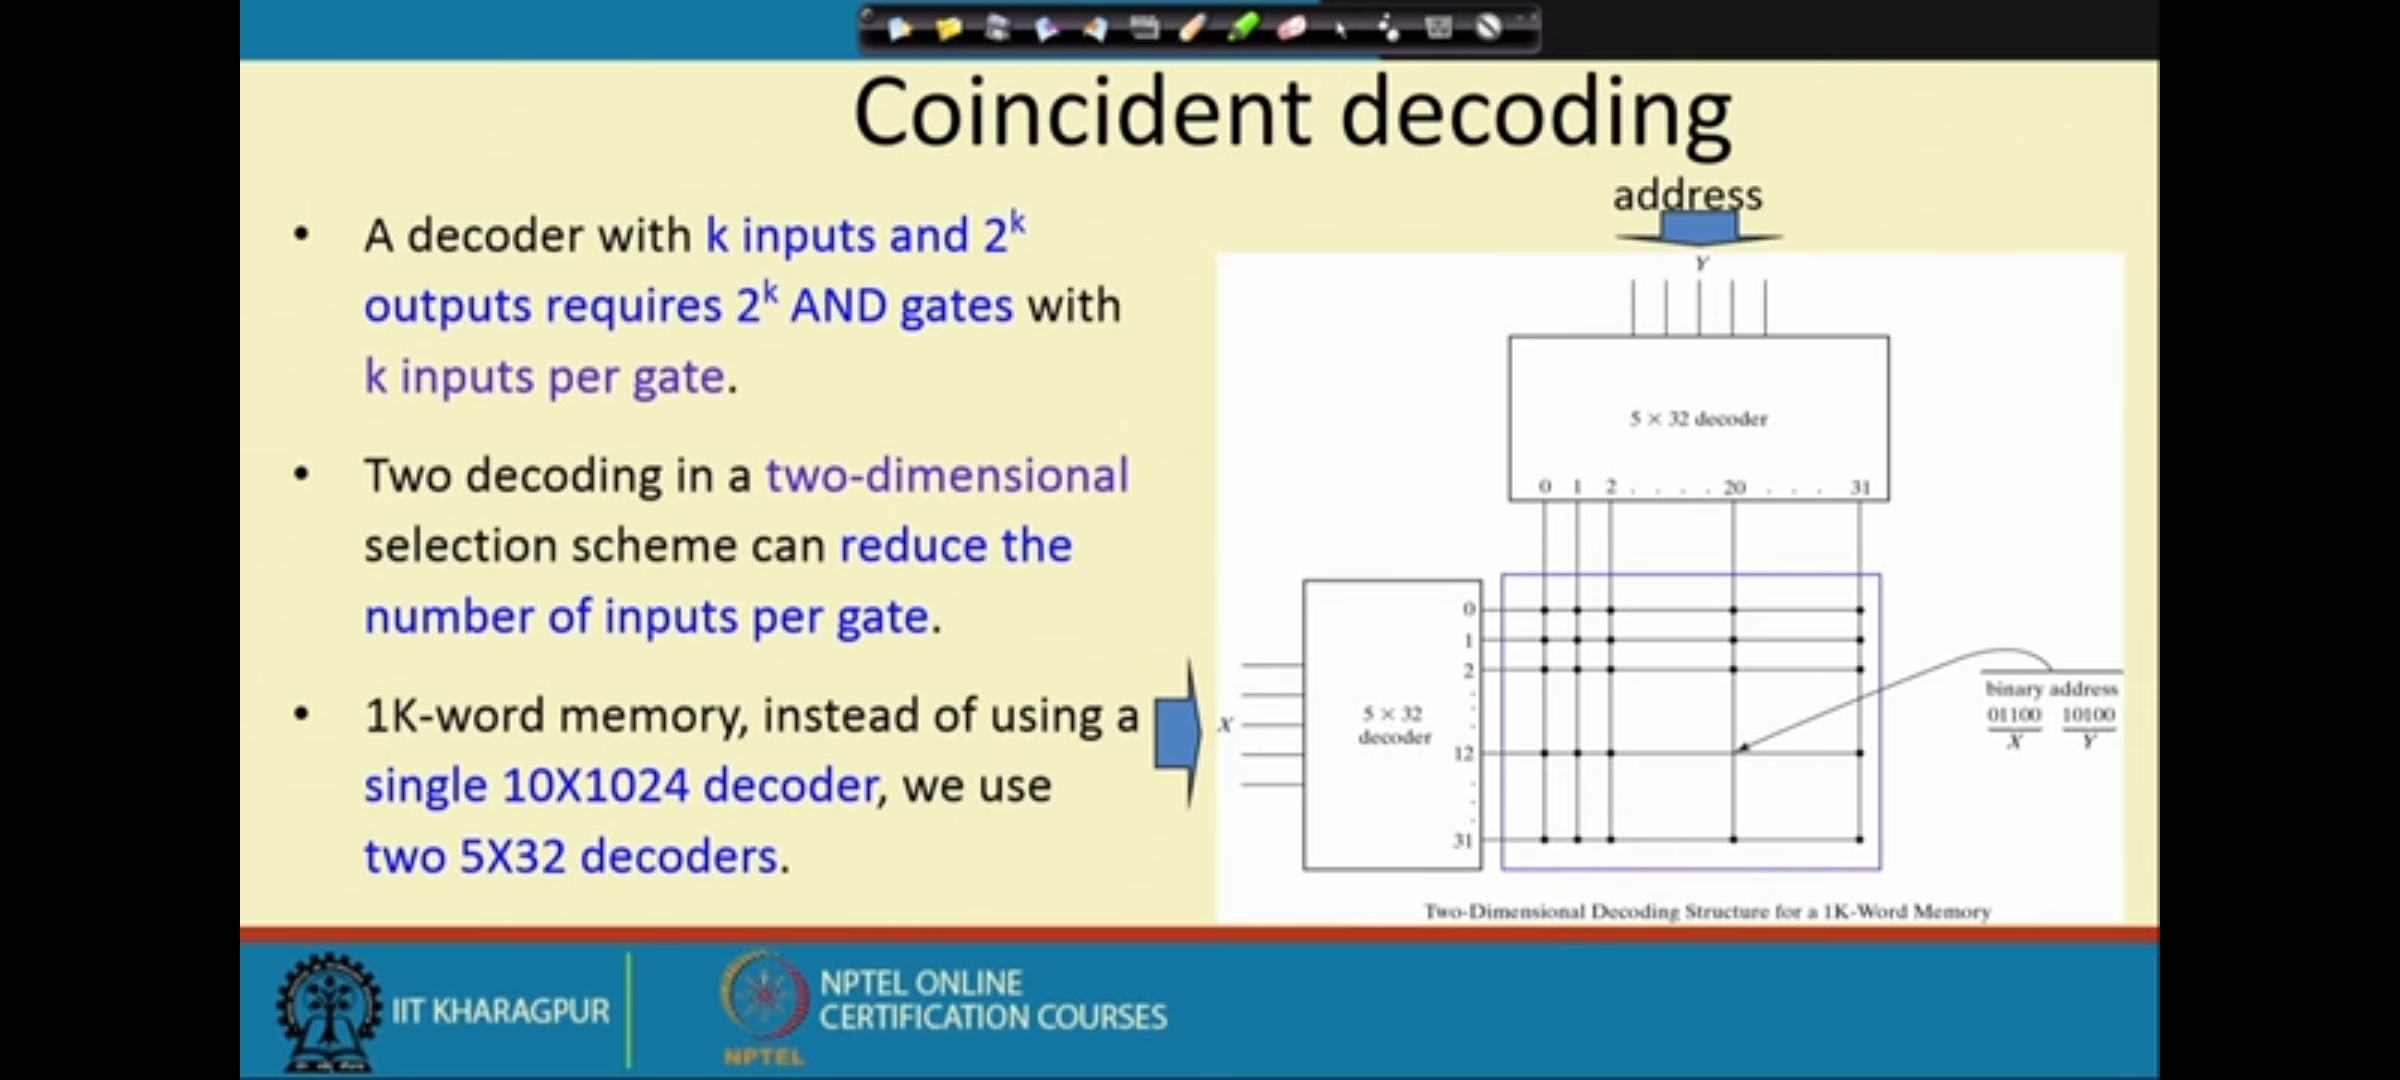 Coincident decoding
• A decoder with k inputs and 2^k
outputs requires 2^k AND gates with
k inputs per gate.
• Two decoding in a two-dimensional
selection scheme can reduce the
number of inputs per gate.
• 1K-word memory, instead of using a
single 10X1024 decoder, we use
two 5X32 decoders.
address
Y
5 × 32 decoder
0 1 2 . . . . 20 . . . 31
X
5 × 32
decoder
0
1
2
.
.
12
.
.
31
binary address
01100 10100
X Y
Two-Dimensional Decoding Structure for a 1K-Word Memory
IIT KHARAGPUR
NPTEL
NPTEL ONLINE
CERTIFICATION COURSES